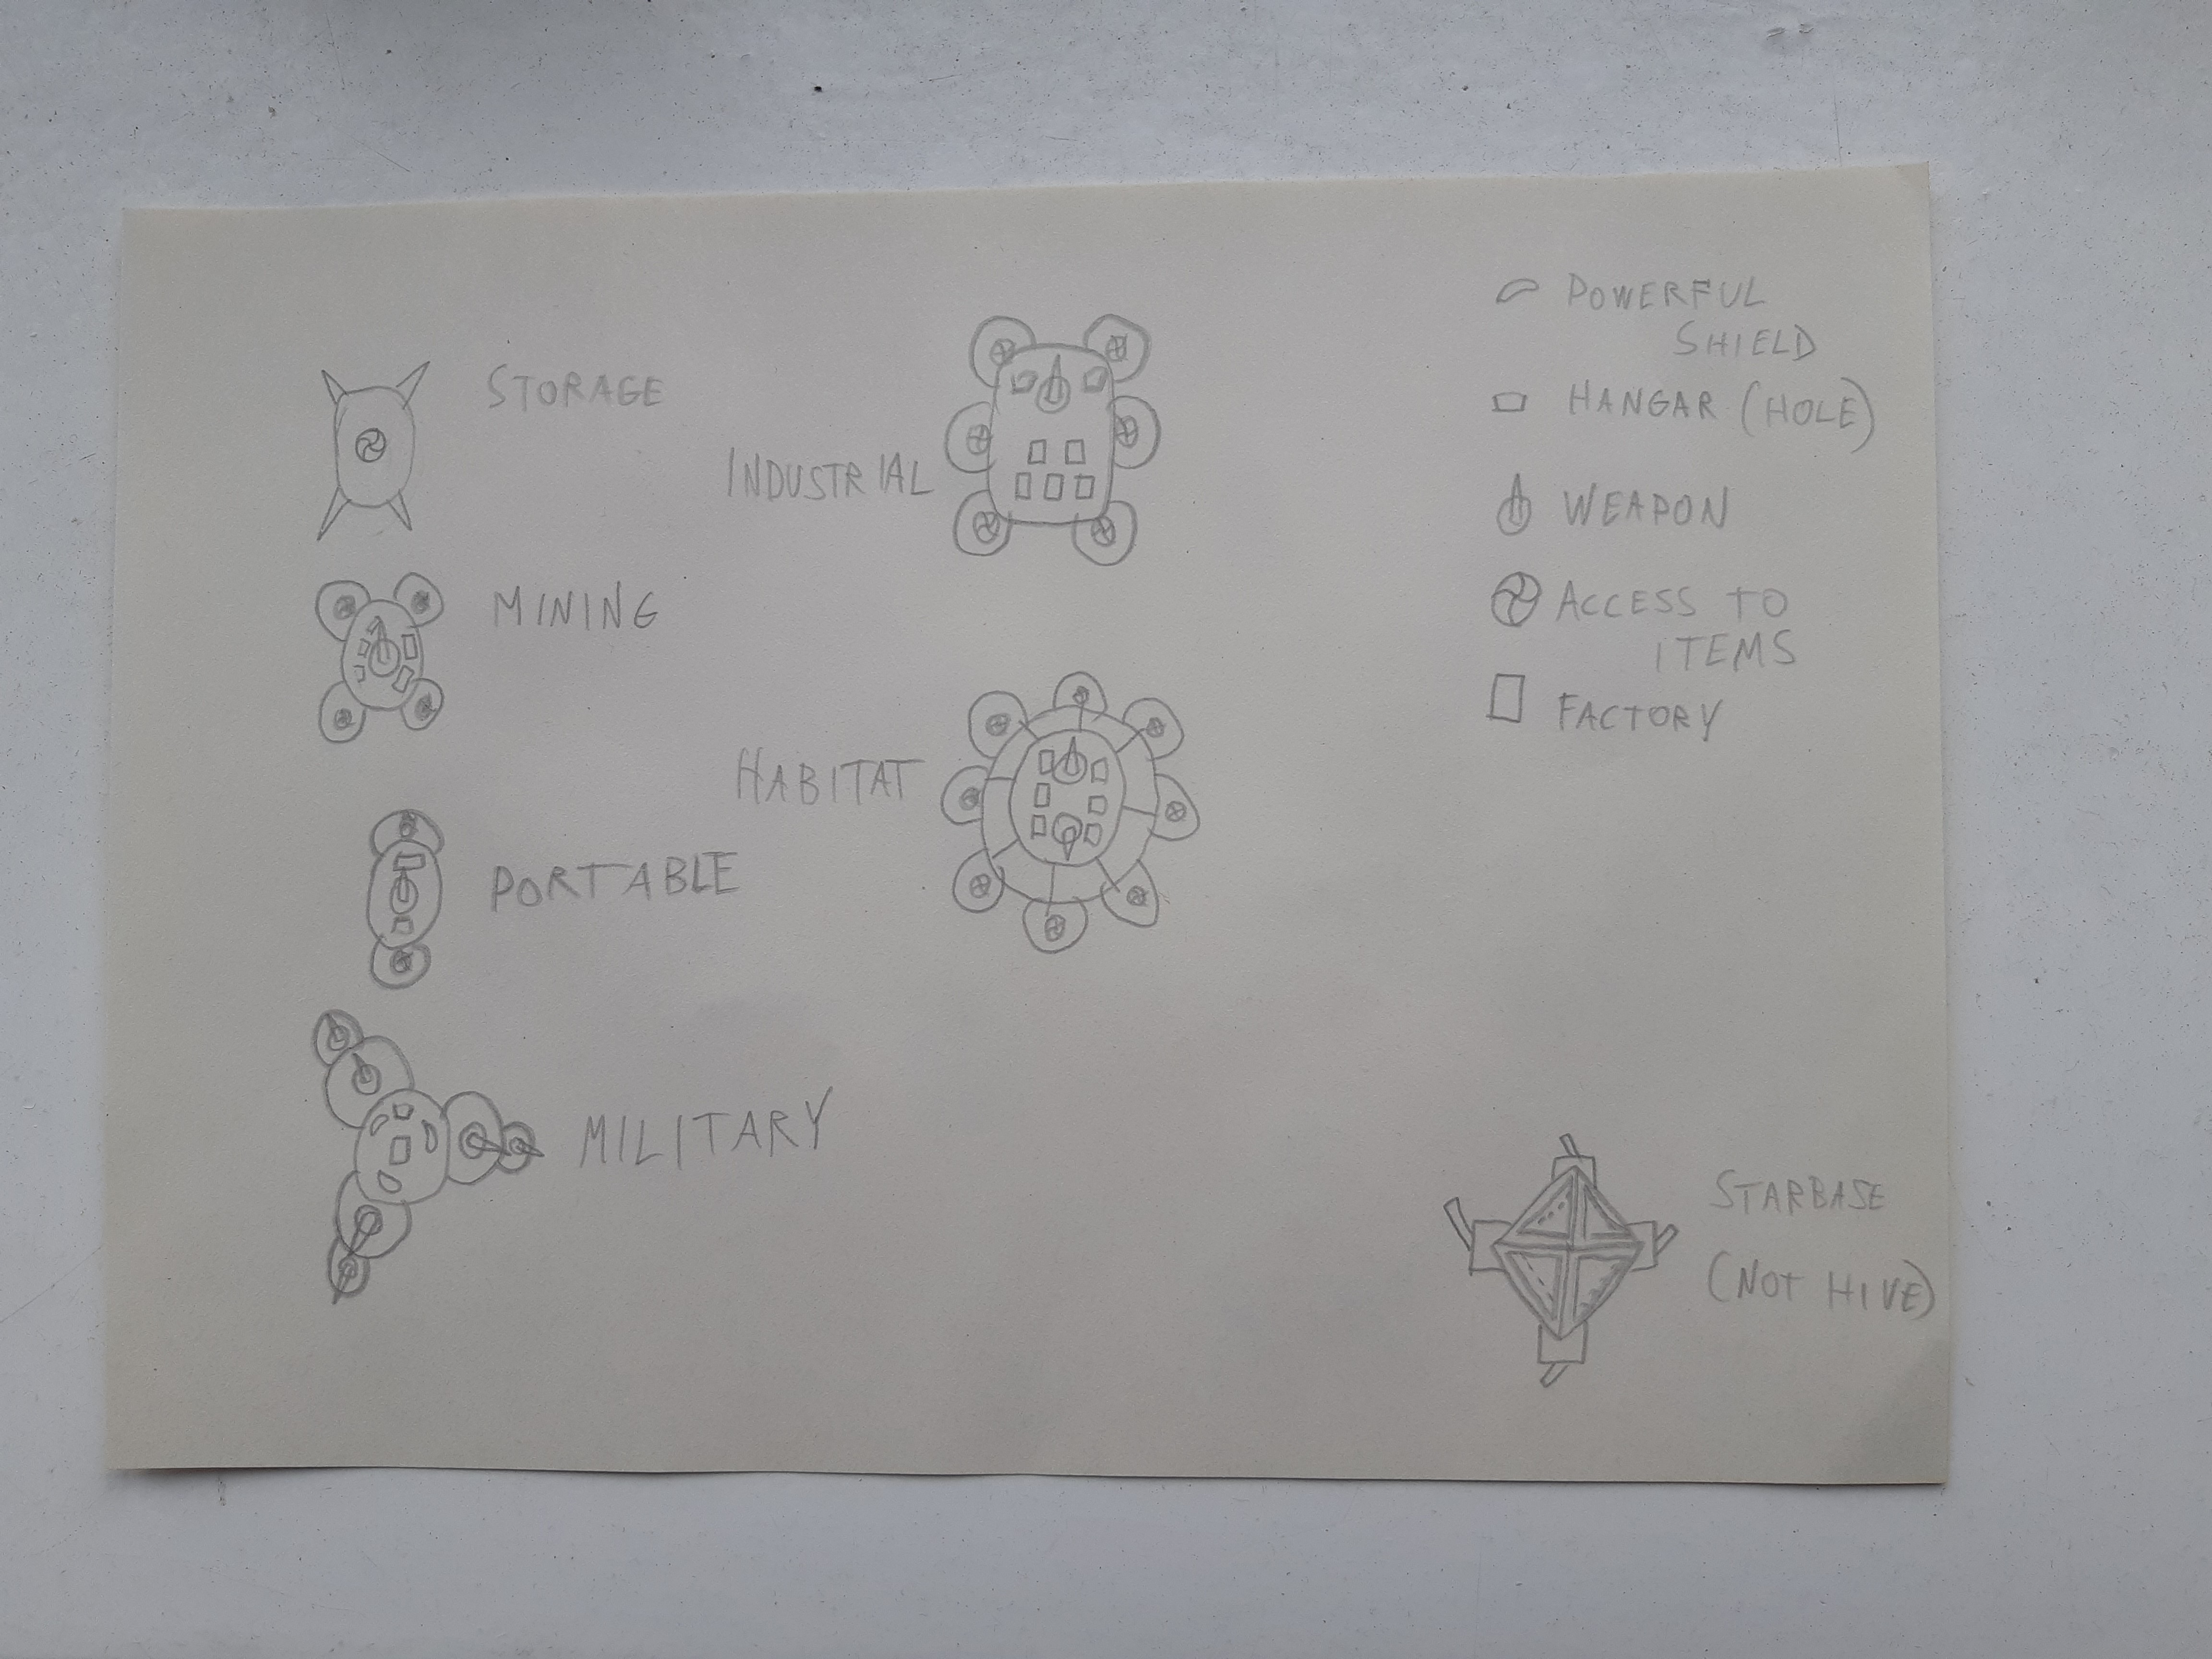 STORAGE
MINING
PORTABLE
MILITARY
INDUSTRIAL
HABITAT
POWERFUL
SHIELD
HANGAR (HOLE)
WEAPON
ACCESS TO
ITEMS
FACTORY
STARBASE
(NOT HIVE)